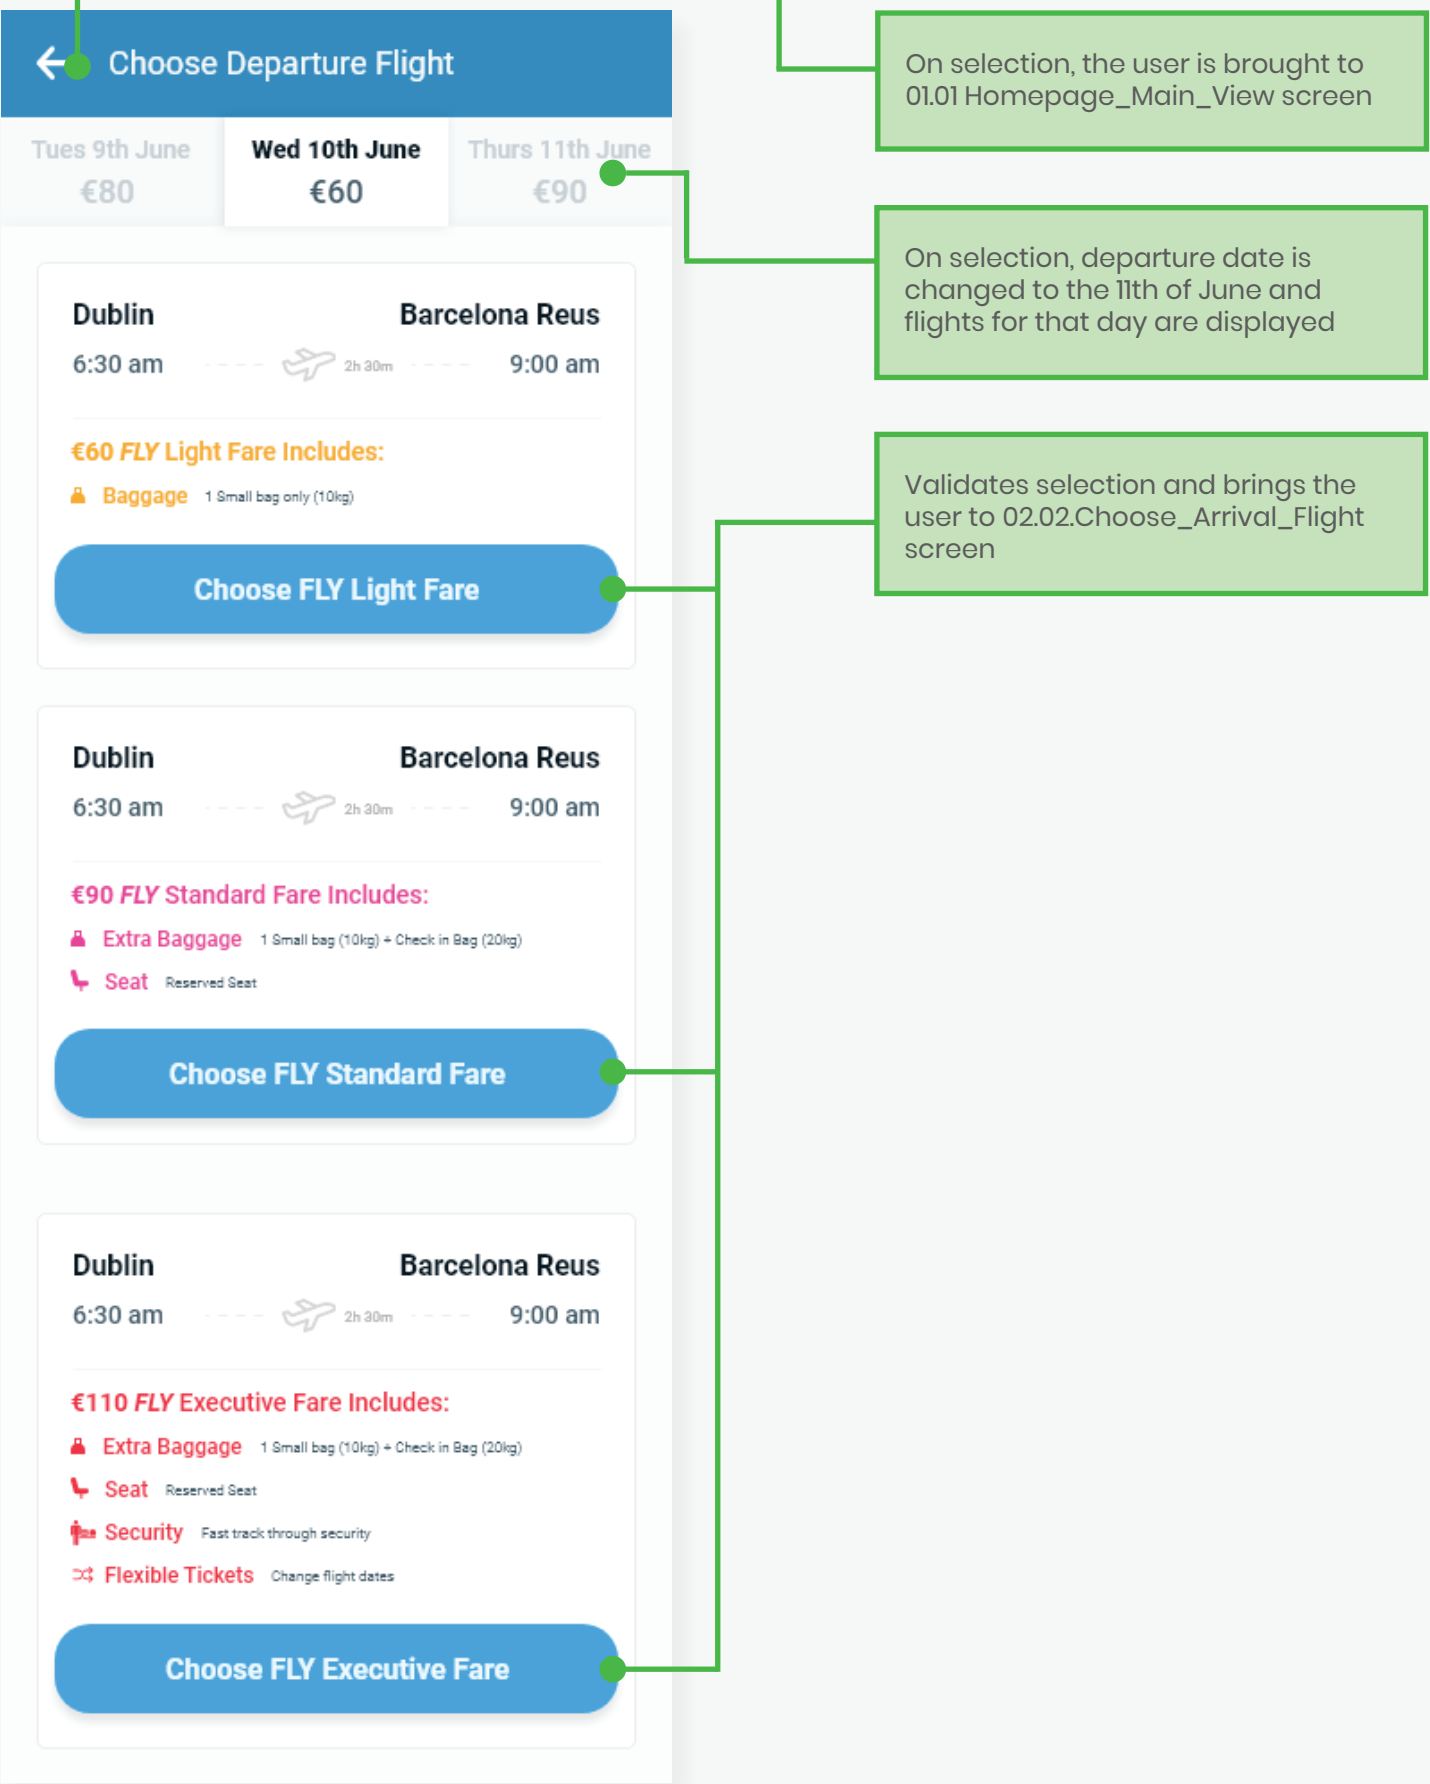 Choose Departure Flight
Tues 9th June
€80
Wed 10th June
€60
Thurs 11th June
€90
Dublin
Barcelona Reus
6:30 am
2h 30m
9:00 am
€60 FLY Light Fare Includes:
Baggage 1 Small bag only (10kg)
Choose FLY Light Fare
Dublin
Barcelona Reus
6:30 am
2h 30m
9:00 am
€90 FLY Standard Fare Includes:
Extra Baggage 1 Small bag (10kg) + Check in Bag (20kg)
Seat Reserved Seat
Choose FLY Standard Fare
Dublin
Barcelona Reus
6:30 am
2h 30m
9:00 am
€110 FLY Executive Fare Includes:
Extra Baggage 1 Small bag (10kg) + Check in Bag (20kg)
Seat Reserved Seat
Security Fast track through security
Flexible Tickets Change flight dates
Choose FLY Executive Fare
On selection, the user is brought to
01.01 Homepage_Main_View screen
On selection, departure date is
changed to the 11th of June and
flights for that day are displayed
Validates selection and brings the
user to 02.02.Choose_Arrival_Flight
screen